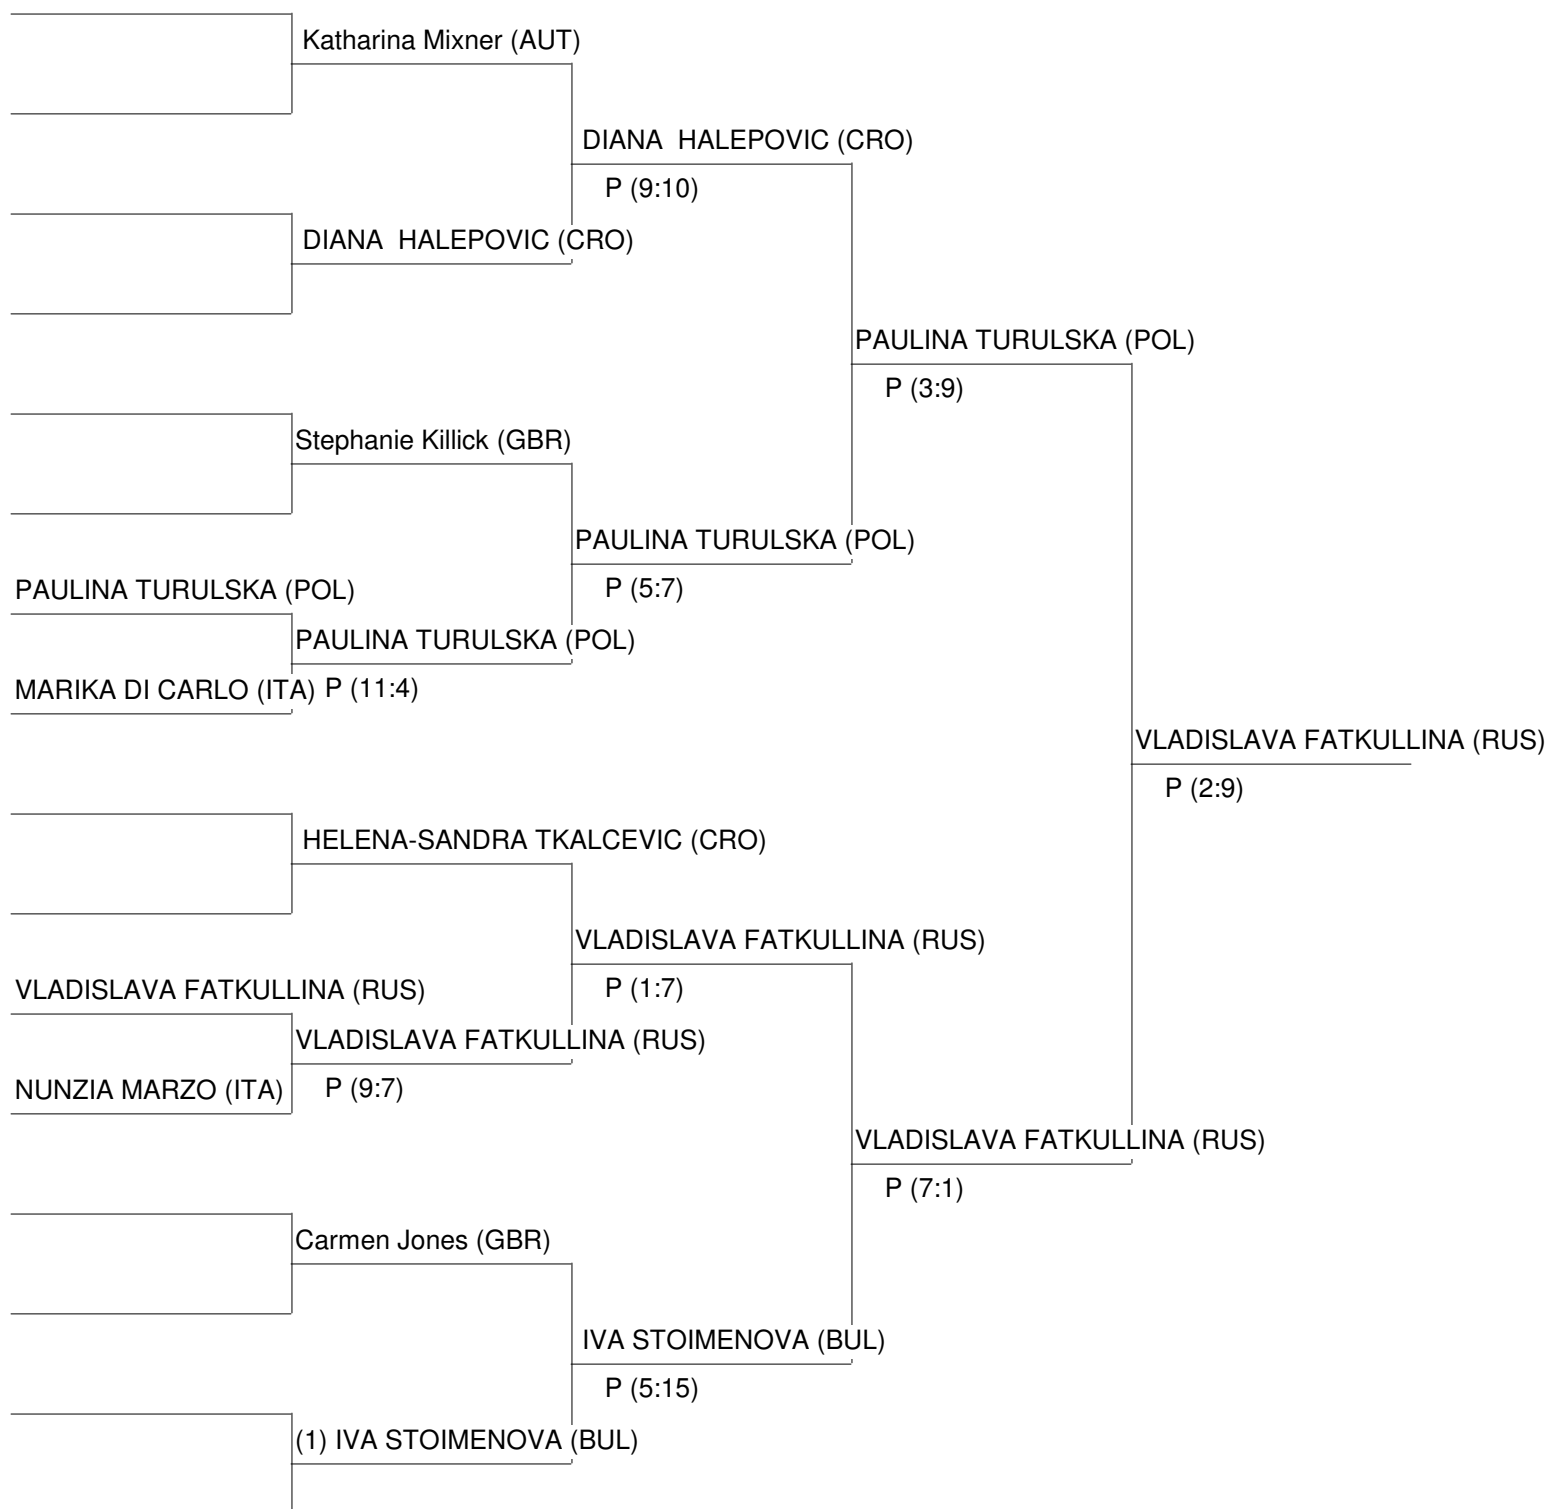 Katharina Mixner (AUT)
DIANA  HALEPOVIC (CRO)
P (9:10)
DIANA  HALEPOVIC (CRO)
PAULINA TURULSKA (POL)
P (3:9)
Stephanie Killick (GBR)
PAULINA TURULSKA (POL)
PAULINA TURULSKA (POL)
P (5:7)
PAULINA TURULSKA (POL)
MARIKA DI CARLO (ITA) P (11:4)
VLADISLAVA FATKULLINA (RUS)
P (2:9)
HELENA-SANDRA TKALCEVIC (CRO)
VLADISLAVA FATKULLINA (RUS)
VLADISLAVA FATKULLINA (RUS)
P (1:7)
VLADISLAVA FATKULLINA (RUS)
NUNZIA MARZO (ITA)
P (9:7)
VLADISLAVA FATKULLINA (RUS)
P (7:1)
Carmen Jones (GBR)
IVA STOIMENOVA (BUL)
P (5:15)
(1) IVA STOIMENOVA (BUL)